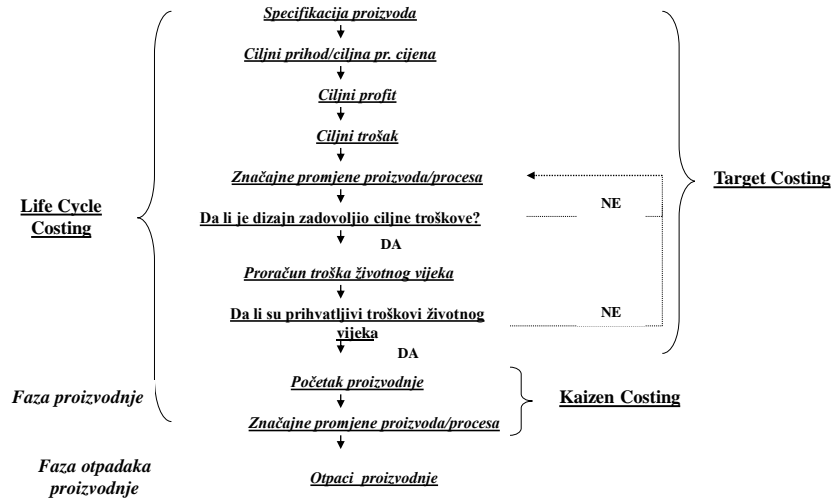 Specifikacija proizvoda
Ciljni prihod/ciljna pr. cijena
Ciljni profit
Ciljni trošak
Značajne promjene proizvoda/procesa
Da li je dizajn zadovoljio ciljne troškove?
NE
DA
Proračun troška životnog vijeka
Da li su prihvatljivi troškovi životnog
vijeka
NE
DA
Life Cycle
Costing
Target Costing
Početak proizvodnje
Značajne promjene proizvoda/procesa
Kaizen Costing
Faza proizvodnje
Faza otpadaka
proizvodnje
Otpaci proizvodnje